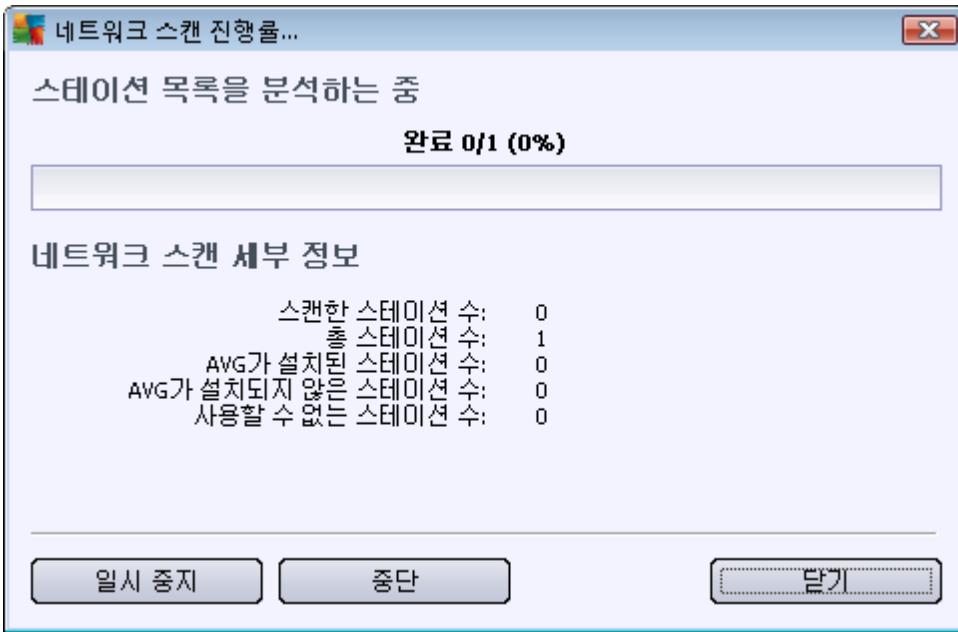 네트워크 스캔 진행률...
스테이션 목록을 분석하는 중
완료 0/1 (0%)
네트워크 스캔 세부 정보
스캔한 스테이션 수: 0
총 스테이션 수: 1
AVG가 설치된 스테이션 수: 0
AVG가 설치되지 않은 스테이션 수: 0
사용할 수 없는 스테이션 수: 0
일시 중지 중단 닫기